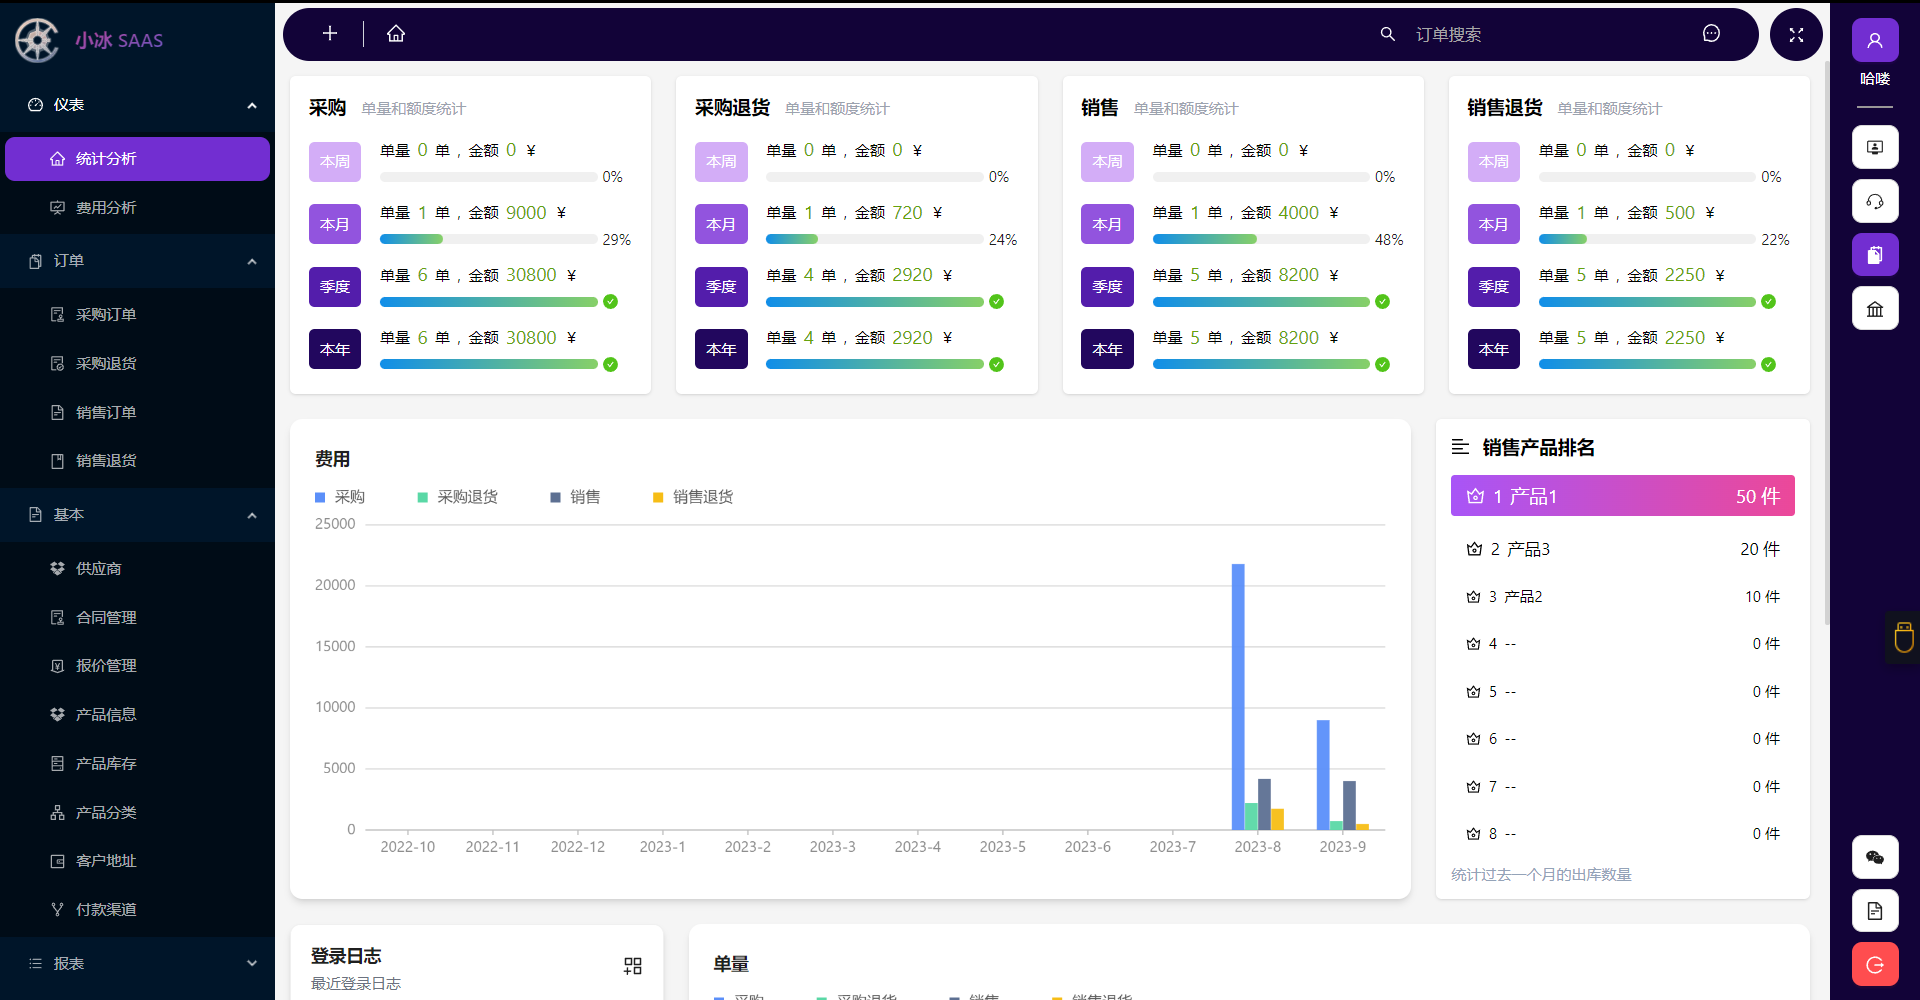 小冰 SAAS
仪表
统计分析
费用分析
订单
采购订单
采购退货
销售订单
销售退货
基本
供应商
合同管理
报价管理
产品信息
产品库存
产品分类
客户地址
付款渠道
报表
订单搜索
采购 单量和额度统计
本周 单量 0 单 , 金额 0 ¥
0%
本月 单量 1 单 , 金额 9000 ¥
29%
季度 单量 6 单 , 金额 30800 ¥
本年 单量 6 单 , 金额 30800 ¥
采购退货 单量和额度统计
本周 单量 0 单 , 金额 0 ¥
0%
本月 单量 1 单 , 金额 720 ¥
24%
季度 单量 4 单 , 金额 2920 ¥
本年 单量 4 单 , 金额 2920 ¥
销售 单量和额度统计
本周 单量 0 单 , 金额 0 ¥
0%
本月 单量 1 单 , 金额 4000 ¥
48%
季度 单量 5 单 , 金额 8200 ¥
本年 单量 5 单 , 金额 8200 ¥
销售退货 单量和额度统计
本周 单量 0 单 , 金额 0 ¥
0%
本月 单量 1 单 , 金额 500 ¥
22%
季度 单量 5 单 , 金额 2250 ¥
本年 单量 5 单 , 金额 2250 ¥
费用
采购 采购退货 销售 销售退货
25000
20000
15000
10000
5000
0
2022-10 2022-11 2022-12 2023-1 2023-2 2023-3 2023-4 2023-5 2023-6 2023-7 2023-8 2023-9
销售产品排名
1 产品1 50 件
2 产品3 20 件
3 产品2 10 件
4 -- 0 件
5 -- 0 件
6 -- 0 件
7 -- 0 件
8 -- 0 件
统计过去一个月的出库数量
登录日志
最近登录日志
单量
采购 采购退货 销售 销售退货
哈喽